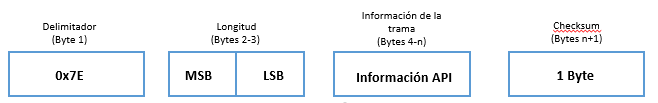 Delimitador
(Byte 1)
Longitud
(Bytes 2-3)
Información de la
trama
(Bytes 4-n)
Checksum
(Bytes n+1)
0x7E
MSB
LSB
Información API
1 Byte